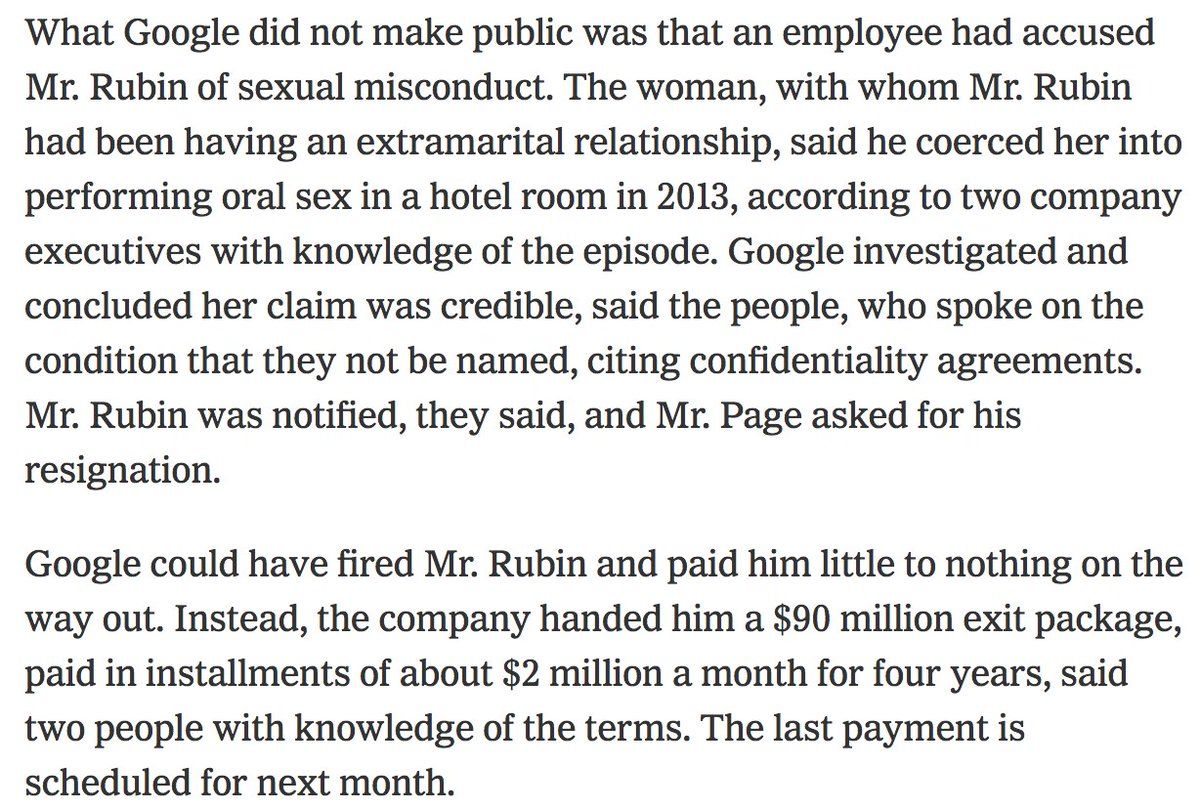 What Google did not make public was that an employee had accused
Mr. Rubin of sexual misconduct. The woman, with whom Mr. Rubin
had been having an extramarital relationship, said he coerced her into
performing oral sex in a hotel room in 2013, according to two company
executives with knowledge of the episode. Google investigated and
concluded her claim was credible, said the people, who spoke on the
condition that they not be named, citing confidentiality agreements.
Mr. Rubin was notified, they said, and Mr. Page asked for his
resignation.
Google could have fired Mr. Rubin and paid him little to nothing on the
way out. Instead, the company handed him a $90 million exit package,
paid in installments of about $2 million a month for four years, said
two people with knowledge of the terms. The last payment is
scheduled for next month.